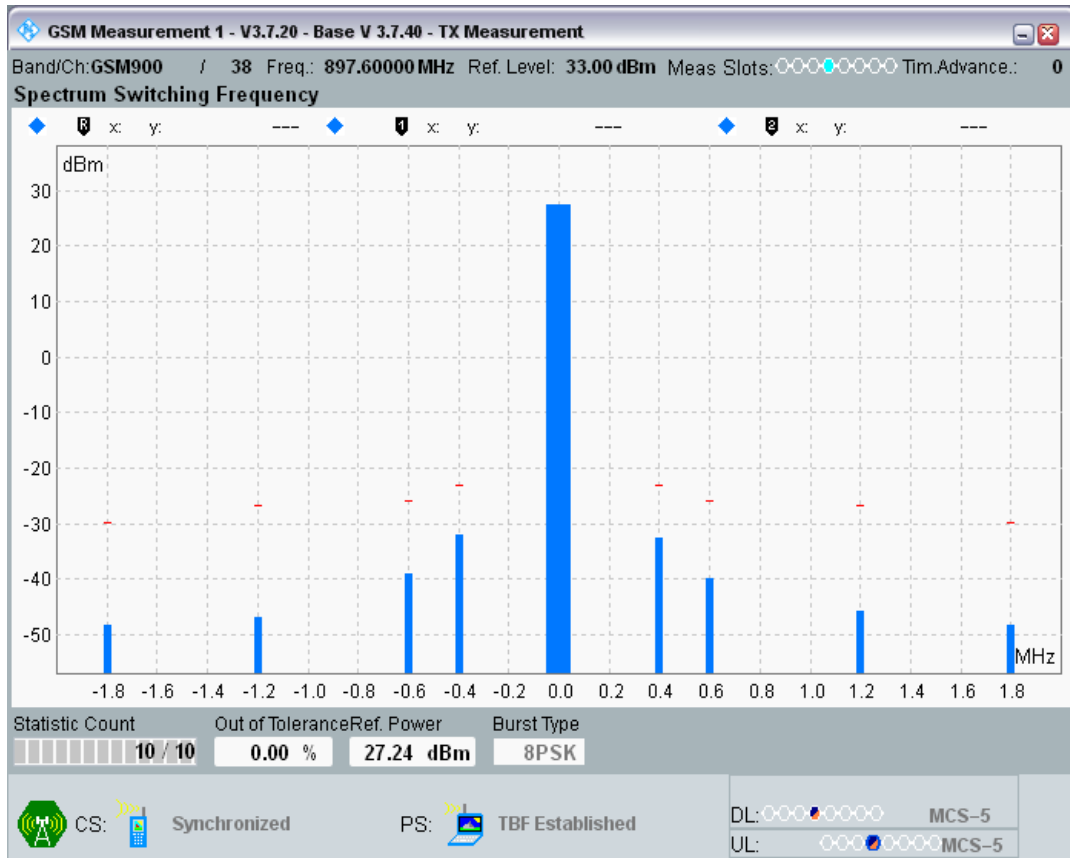 GSM Measurement 1 - V3.7.20 - Base V 3.7.40 - TX Measurement
Band/Ch:GSM900 / 38 Freq.: 897.60000 MHz Ref. Level: 33.00 dBm Meas Slots: Tim.Advance.: 0
Spectrum Switching Frequency
R x: y: --- 1 x: y: --- 2 x: y: ---
dBm
30
20
10
0
-10
-20
-30
-40
-50
MHz
-1.8 -1.6 -1.4 -1.2 -1.0 -0.8 -0.6 -0.4 -0.2 0.0 0.2 0.4 0.6 0.8 1.0 1.2 1.4 1.6 1.8
Statistic Count Out of Tolerance Ref. Power Burst Type
10 / 10 0.00 % 27.24 dBm 8PSK
CS: Synchronized PS: TBF Established
DL: MCS-5
UL: MCS-5